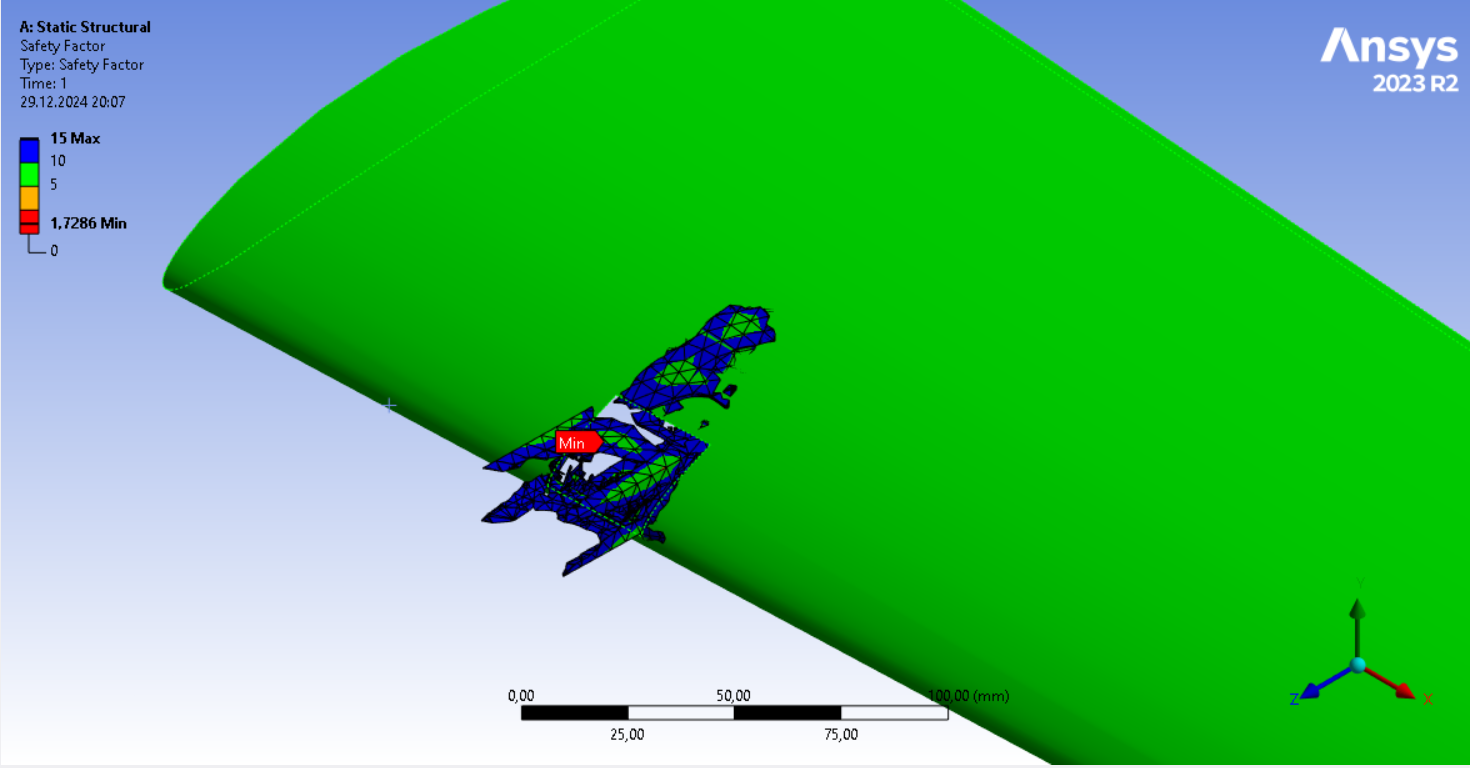 A: Static Structural
Safety Factor
Type: Safety Factor
Time: 1
29.12.2024 20:07
15 Max
10
5
1,7286 Min
0
Ansys
2023 R2
Min
0,00
50,00
100,00 (mm)
25,00
75,00
Y
Z
X